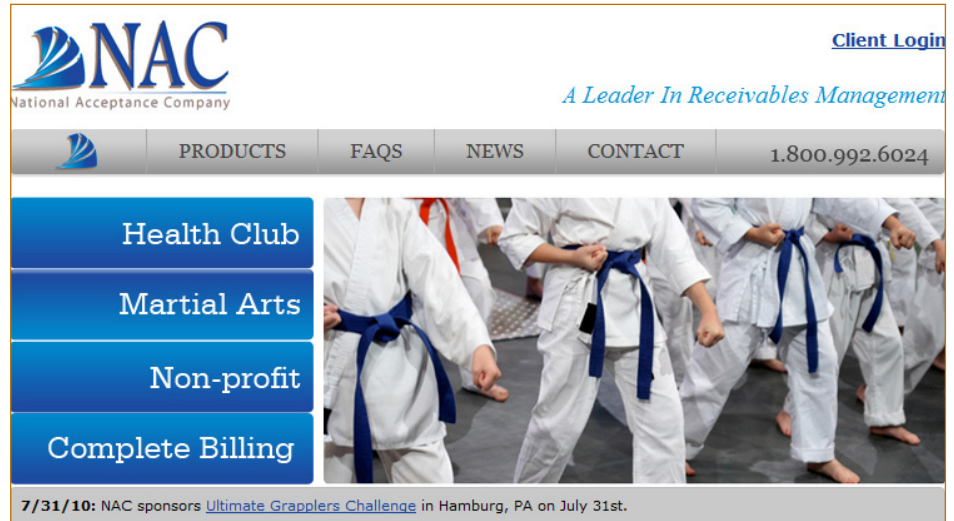 NAC
National Acceptance Company
Client Login
A Leader In Receivables Management
PRODUCTS FAQS NEWS CONTACT 1.800.992.6024
Health Club
Martial Arts
Non-profit
Complete Billing
7/31/10: NAC sponsors Ultimate Grapplers Challenge in Hamburg, PA on July 31st.